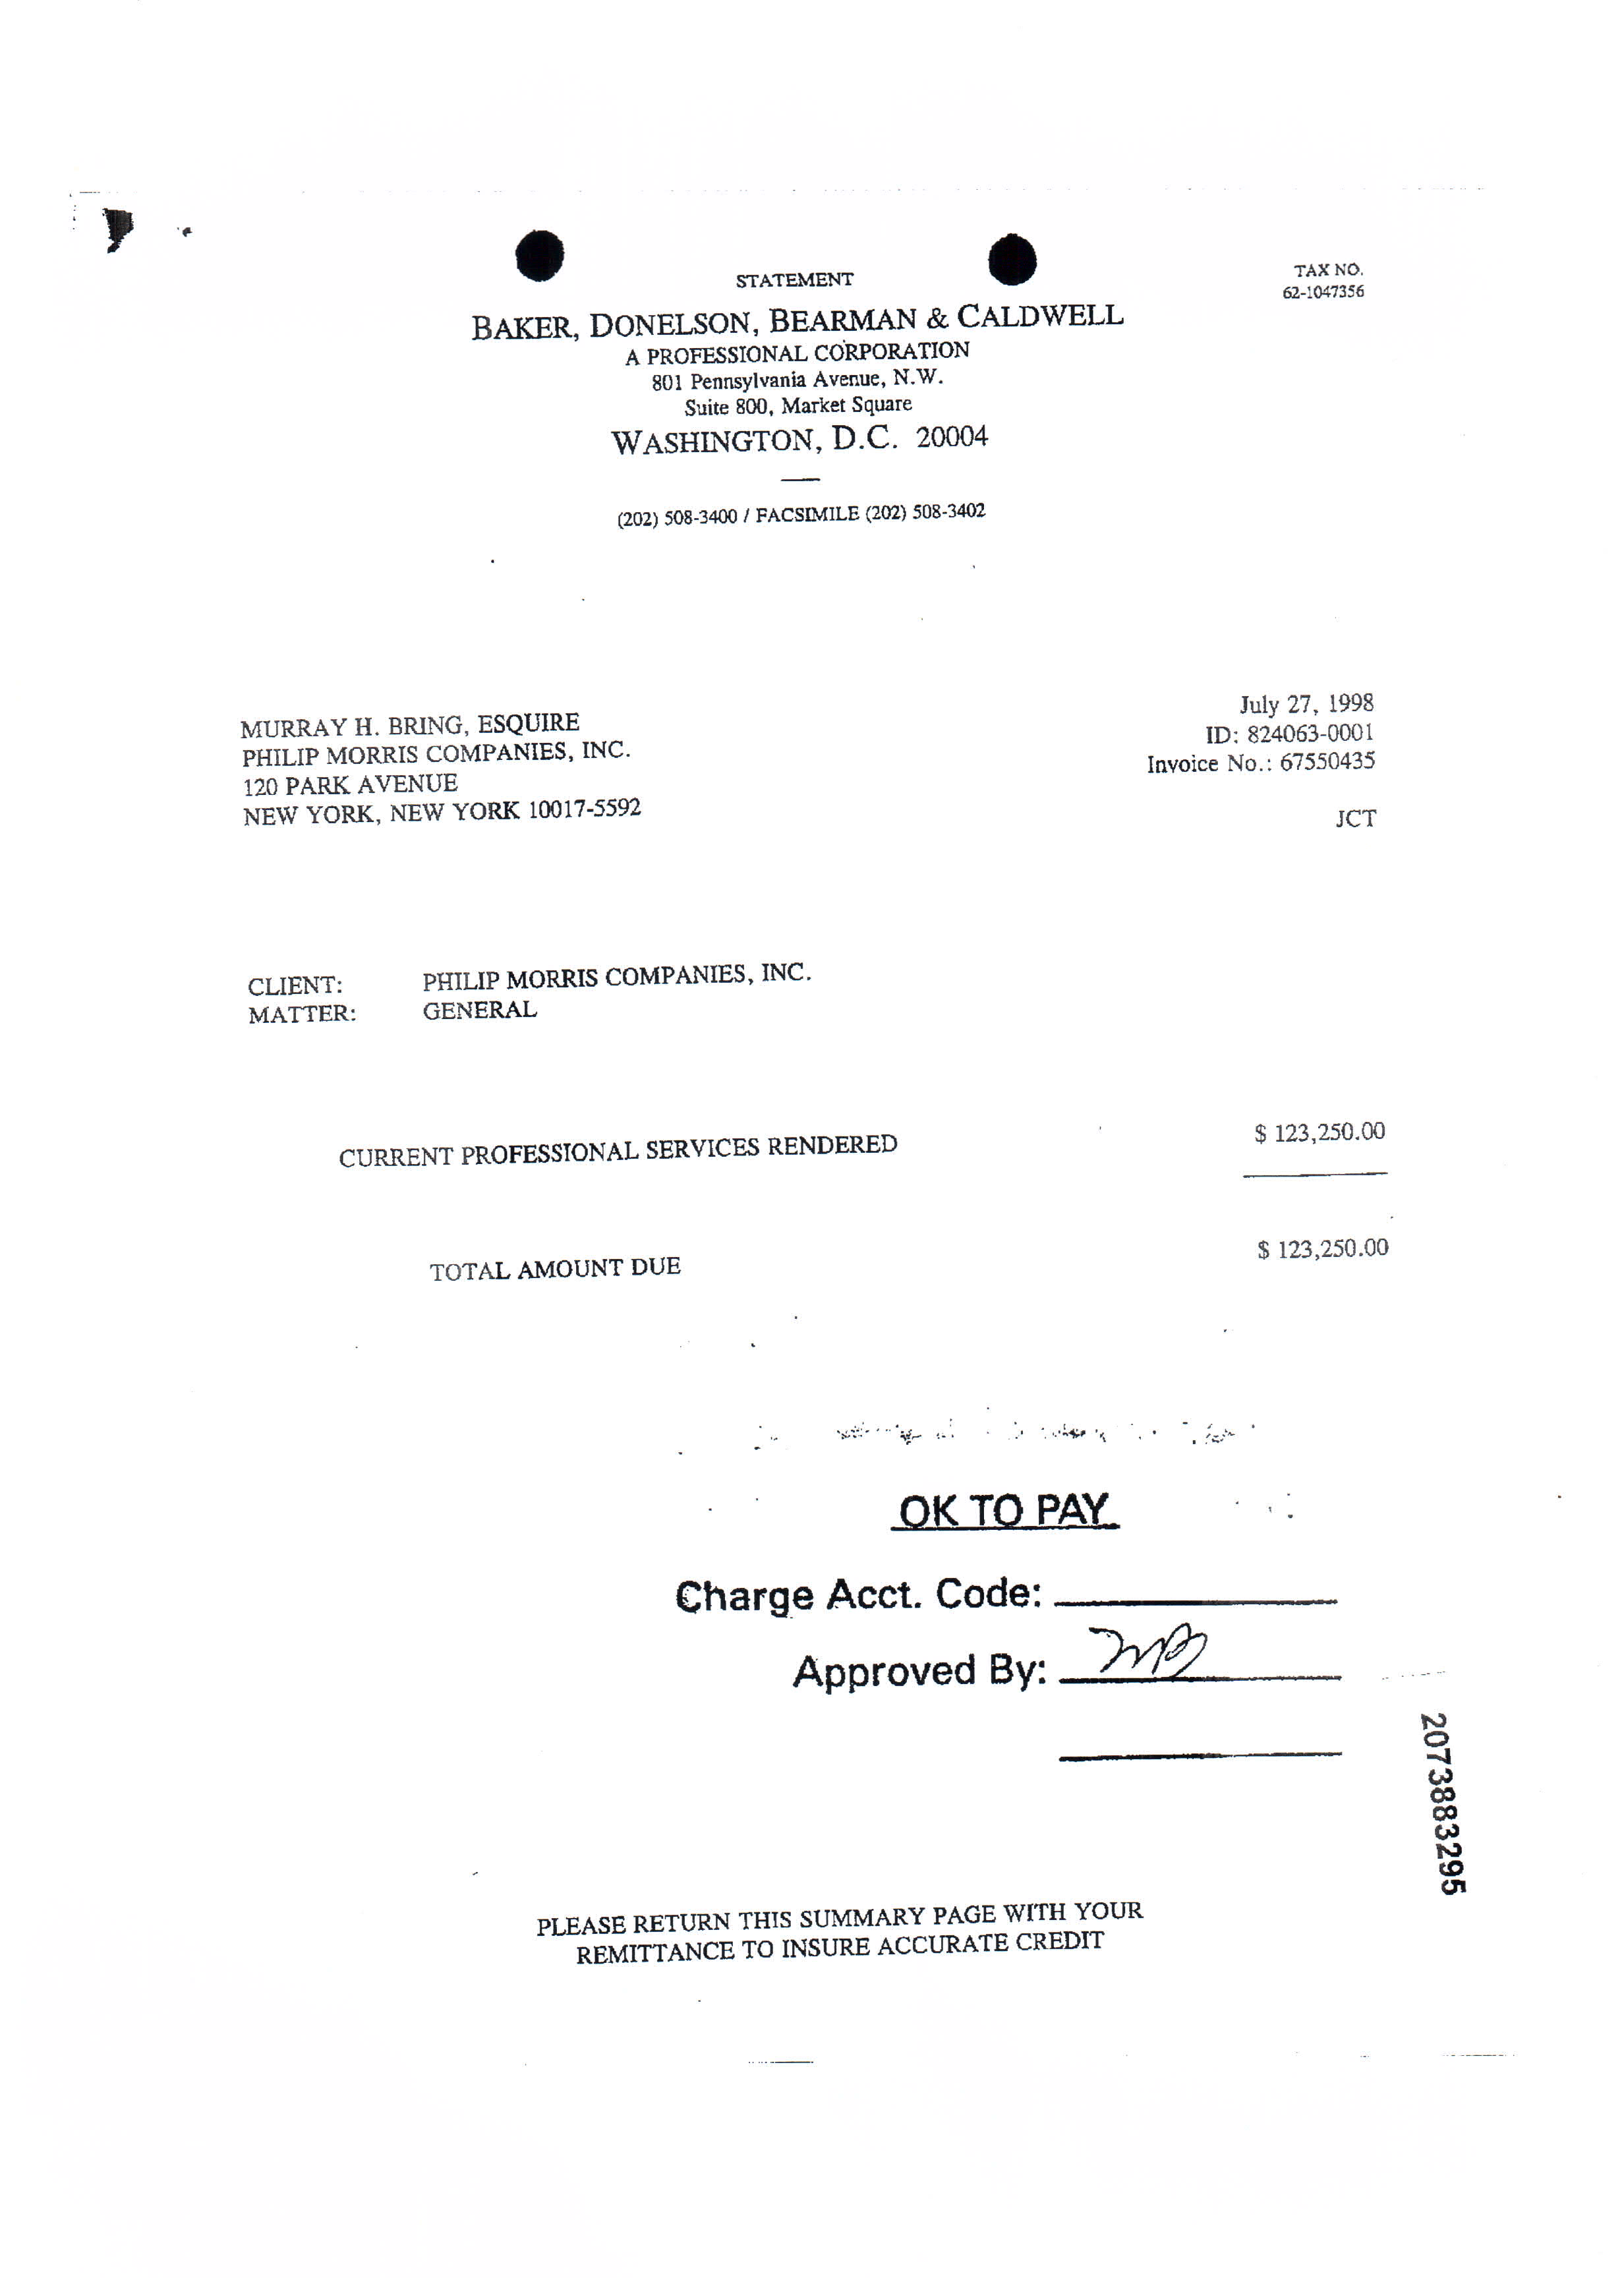 STATEMENT
TAX NO.
62-1047356
BAKER, DONELSON, BEARMAN & CALDWELL
A PROFESSIONAL CORPORATION
801 Pennsylvania Avenue, N.W.
Suite 800, Market Square
WASHINGTON, D.C. 20004
(202) 508-3400 / FACSIMILE (202) 508-3402
MURRAY H. BRING, ESQUIRE
PHILIP MORRIS COMPANIES, INC.
120 PARK AVENUE
NEW YORK, NEW YORK 10017-5592
July 27, 1998
ID: 824063-0001
Invoice No.: 67550435
JCT
CLIENT: PHILIP MORRIS COMPANIES, INC.
MATTER: GENERAL
CURRENT PROFESSIONAL SERVICES RENDERED $ 123,250.00
TOTAL AMOUNT DUE $ 123,250.00
OK TO PAY
Charge Acct. Code:
Approved By: MB
2073883295
PLEASE RETURN THIS SUMMARY PAGE WITH YOUR
REMITTANCE TO INSURE ACCURATE CREDIT